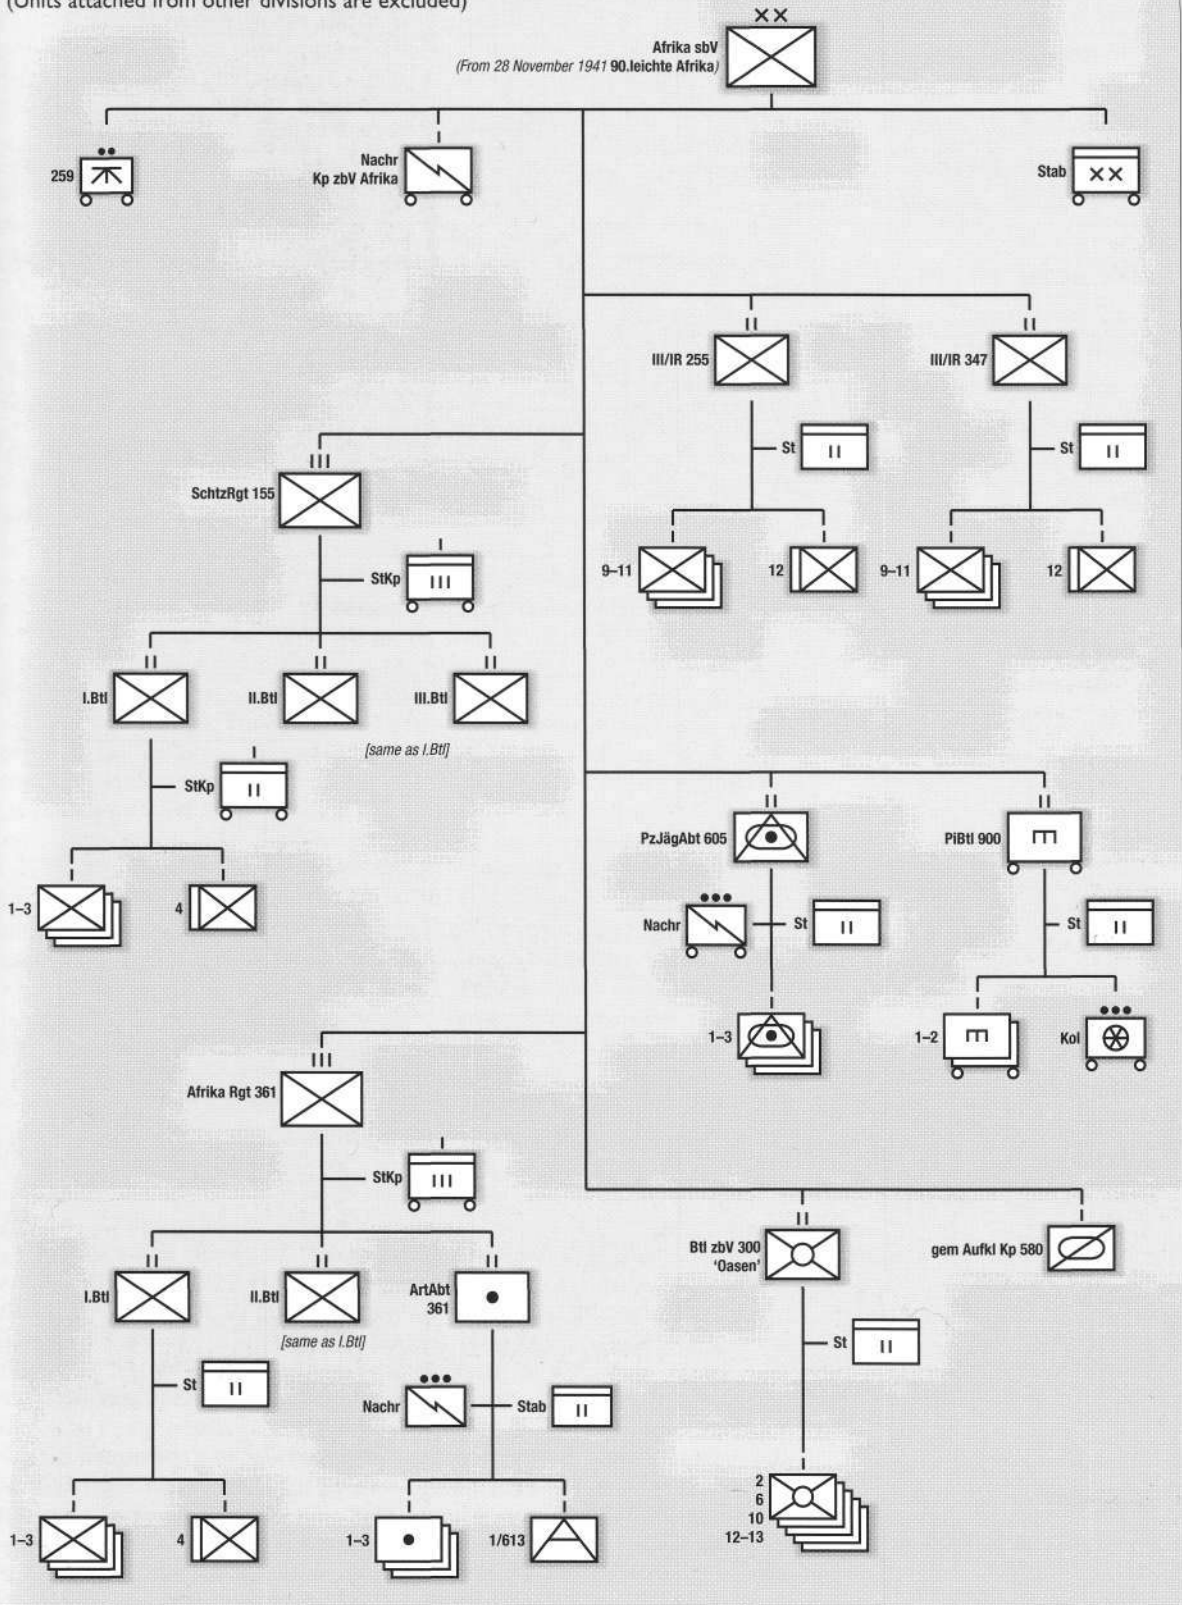 (Units attached from other divisions are excluded)
Afrika sbV
(From 28 November 1941 90.leichte Afrika)
259
Nachr
Kp zbV Afrika
Stab
III/IR 255
III/IR 347
St
St
SchtzRgt 155
9–11
12
9–11
12
StKp
I.Btl
II.Btl
III.Btl
[same as I.Btl]
StKp
PzJägAbt 605
PiBtl 900
1–3
4
Nachr
St
St
1–3
1–2
Kol
Afrika Rgt 361
StKp
Btl zbV 300
'Oasen'
gem Aufkl Kp 580
I.Btl
II.Btl
ArtAbt
361
[same as I.Btl]
St
St
Nachr
Stab
2
6
10
12–13
1–3
4
1–3
1/613